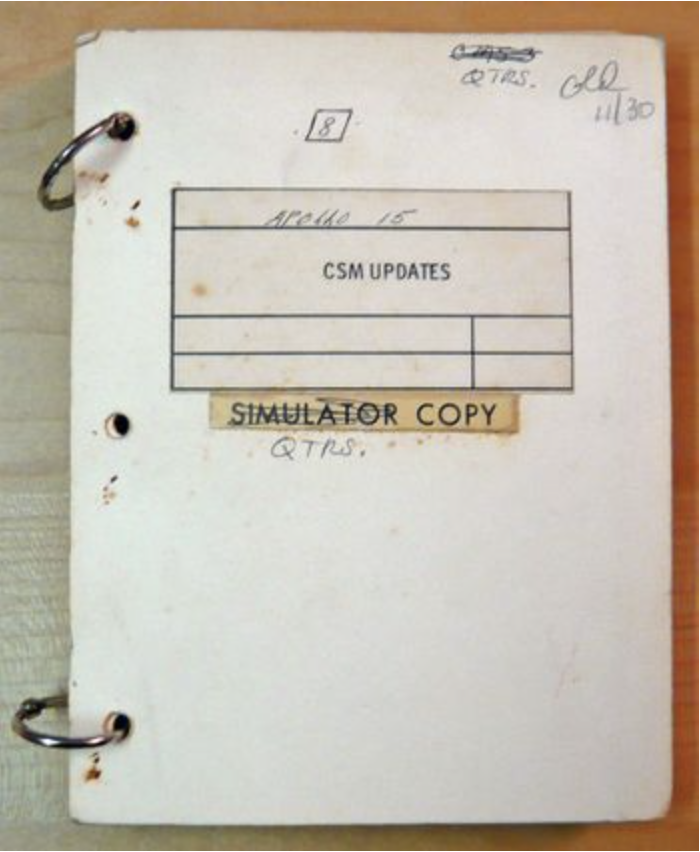 QTRS.
11/30
8
APOLLO 15
CSM UPDATES
SIMULATOR COPY
QTRS.